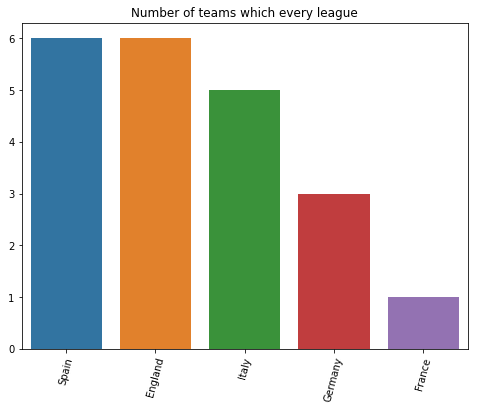 Number of teams which every league
6
5
4
3
2
1
0
Spain
England
Italy
Germany
France